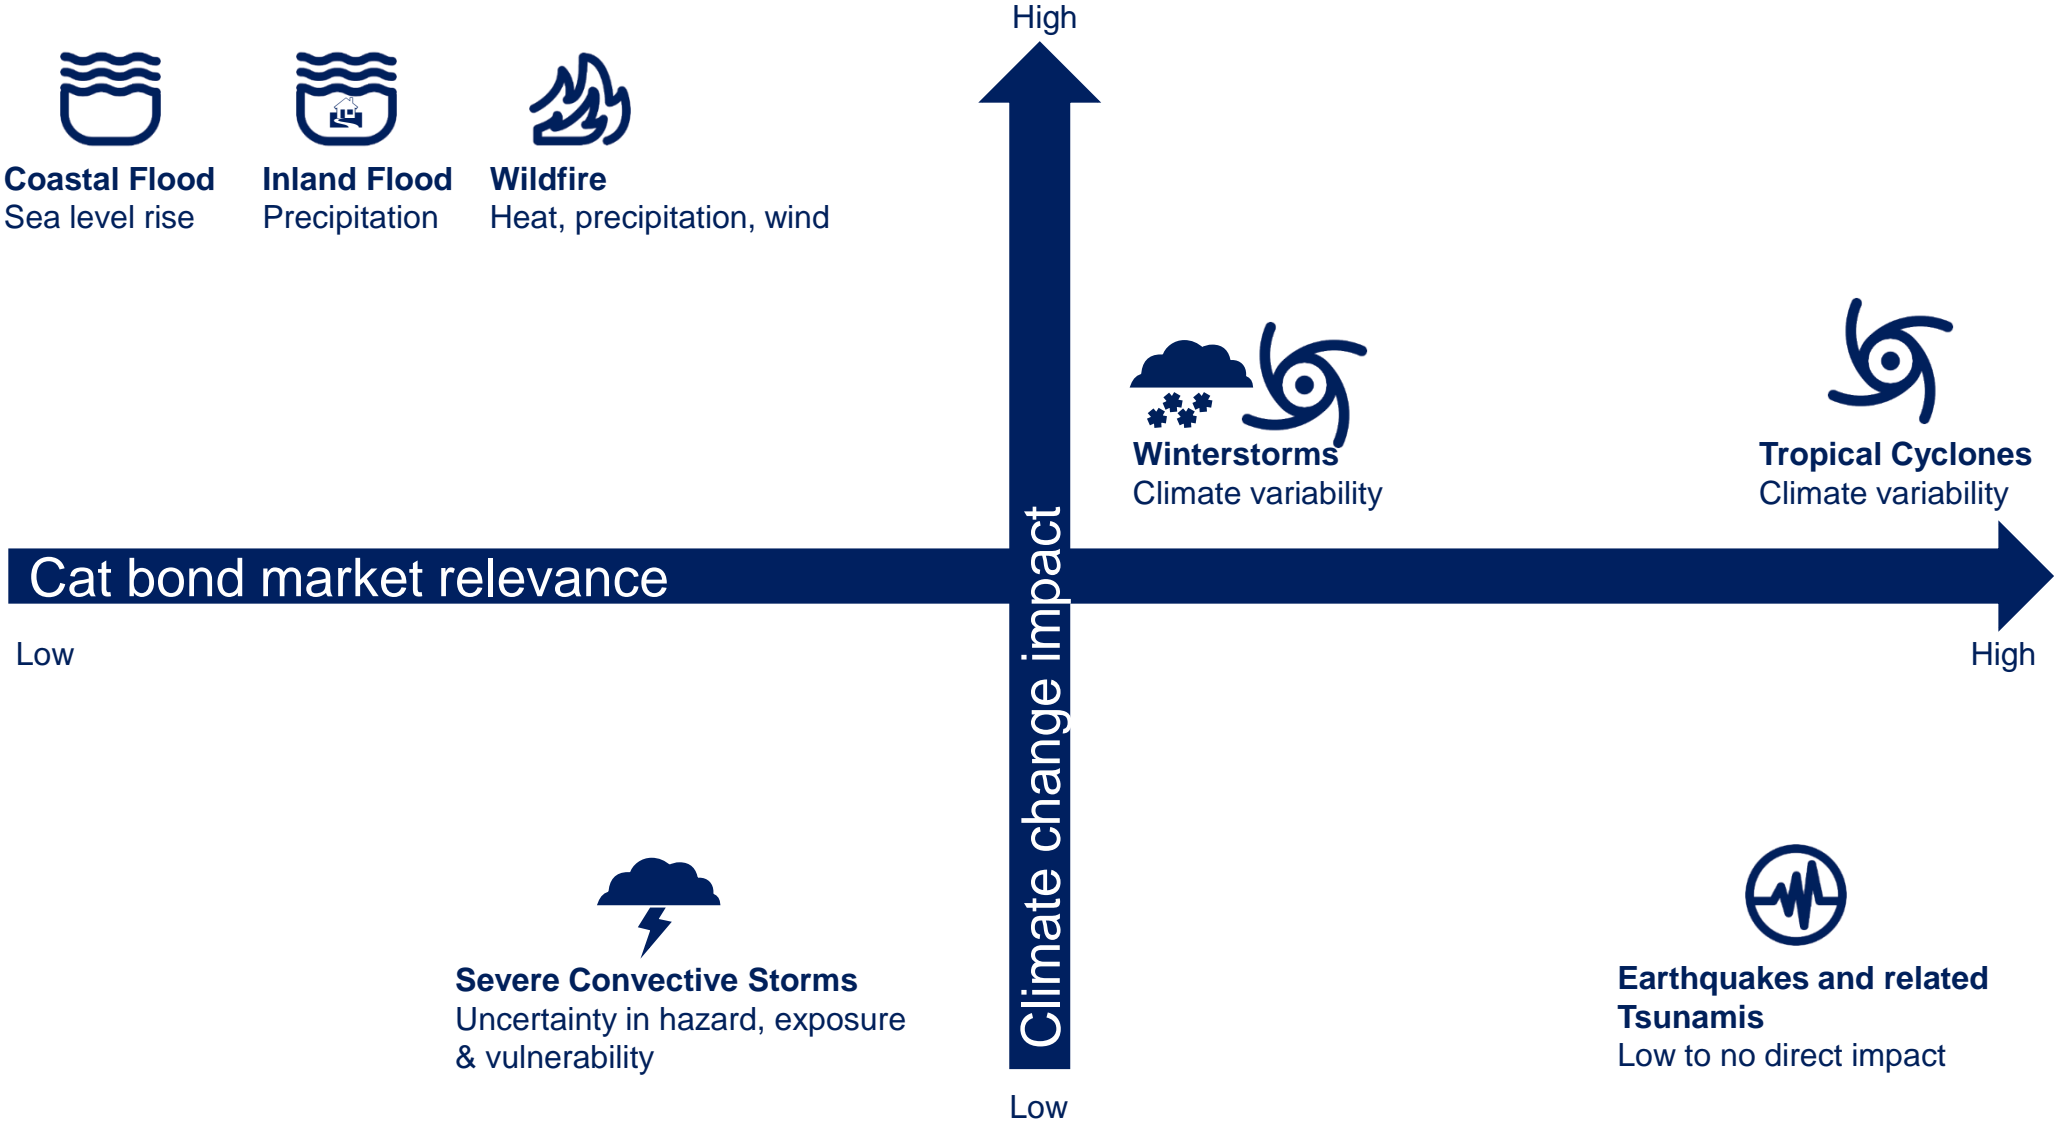 High
Coastal Flood
Sea level rise
Inland Flood
Precipitation
Wildfire
Heat, precipitation, wind
Winterstorms
Climate variability
Tropical Cyclones
Climate variability
Cat bond market relevance
Climate change impact
Low
High
Severe Convective Storms
Uncertainty in hazard, exposure
& vulnerability
Earthquakes and related
Tsunamis
Low to no direct impact
Low